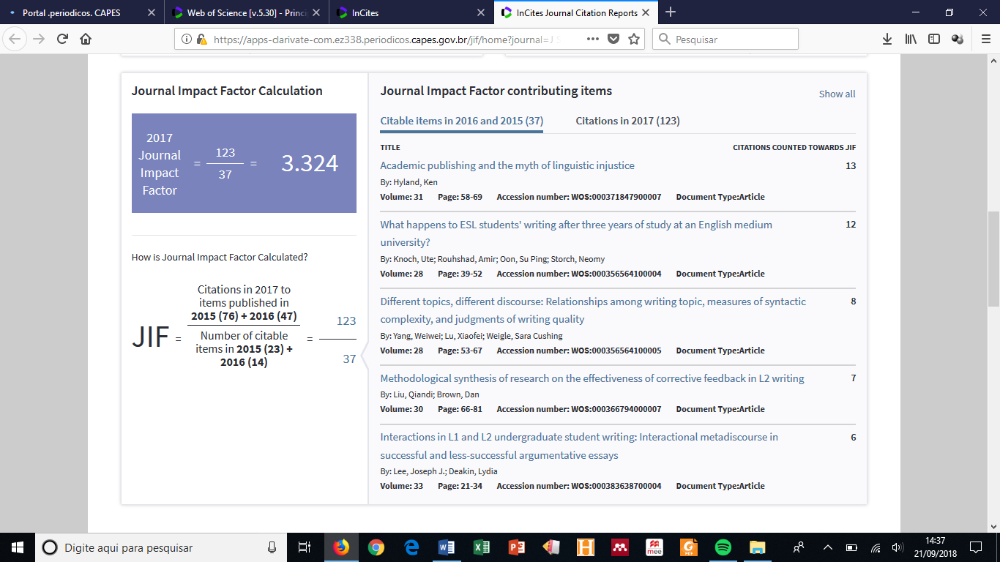 Portal .periodicos. CAPES
Web of Science [v.5.30] - Princi
InCites
InCites Journal Citation Reports
https://apps-clarivate-com.ez338.periodicos.capes.gov.br/jif/home?journal=J S
Pesquisar
Journal Impact Factor Calculation
2017
Journal
Impact
Factor
=
123
37
=
3.324
How is Journal Impact Factor Calculated?
JIF
=
Citations in 2017 to
items published in
2015 (76) + 2016 (47)
Number of citable
items in 2015 (23) +
2016 (14)
=
123
37
Journal Impact Factor contributing items
Show all
Citable items in 2016 and 2015 (37)
Citations in 2017 (123)
TITLE
CITATIONS COUNTED TOWARDS JIF
Academic publishing and the myth of linguistic injustice
13
By: Hyland, Ken
Volume: 31 Page: 58-69 Accession number: WOS:000371847900007 Document Type:Article
What happens to ESL students' writing after three years of study at an English medium
university?
12
By: Knoch, Ute; Rouhshad, Amir; Oon, Su Ping; Storch, Neomy
Volume: 28 Page: 39-52 Accession number: WOS:000356564100004 Document Type:Article
Different topics, different discourse: Relationships among writing topic, measures of syntactic
complexity, and judgments of writing quality
8
By: Yang, Weiwei; Lu, Xiaofei; Weigle, Sara Cushing
Volume: 28 Page: 53-67 Accession number: WOS:000356564100005 Document Type:Article
Methodological synthesis of research on the effectiveness of corrective feedback in L2 writing
7
By: Liu, Qiandi; Brown, Dan
Volume: 30 Page: 66-81 Accession number: WOS:000366794000007 Document Type:Article
Interactions in L1 and L2 undergraduate student writing: Interactional metadiscourse in
successful and less-successful argumentative essays
6
By: Lee, Joseph J.; Deakin, Lydia
Volume: 33 Page: 21-34 Accession number: WOS:000383638700004 Document Type:Article
Digite aqui para pesquisar
mee
PDF
14:37
21/09/2018